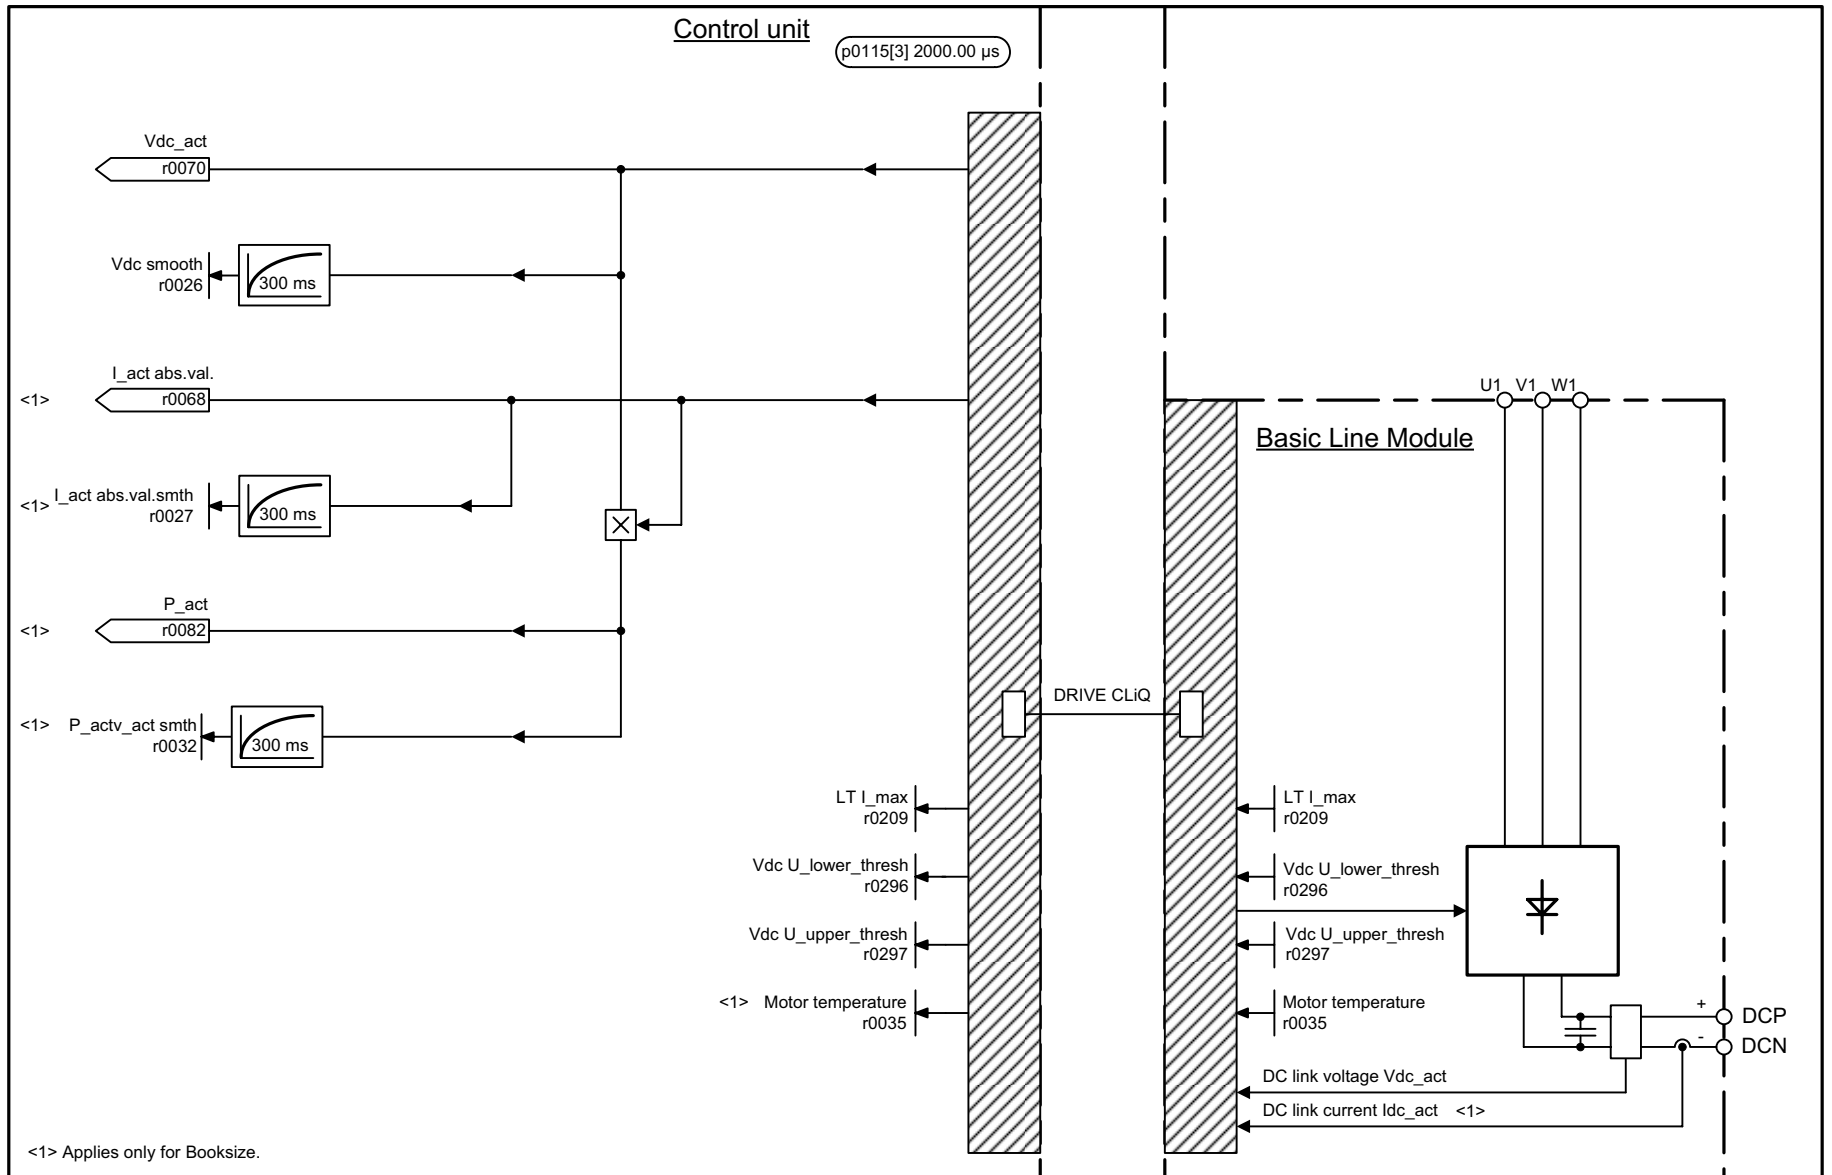 Control unit
p0115[3] 2000.00 µs
Vdc_act
r0070
Vdc smooth
r0026
300 ms
I_act abs.val.
<1>
r0068
<1> I_act abs.val.smth
r0027
300 ms
P_act
<1>
r0082
<1> P_actv_act smth
r0032
300 ms
DRIVE CLiQ
LT I_max
r0209
Vdc U_lower_thresh
r0296
Vdc U_upper_thresh
r0297
<1> Motor temperature
r0035
U1 V1 W1
Basic Line Module
LT I_max
r0209
Vdc U_lower_thresh
r0296
Vdc U_upper_thresh
r0297
Motor temperature
r0035
+
DCP
-
DCN
DC link voltage Vdc_act
DC link current Idc_act <1>
<1> Applies only for Booksize.